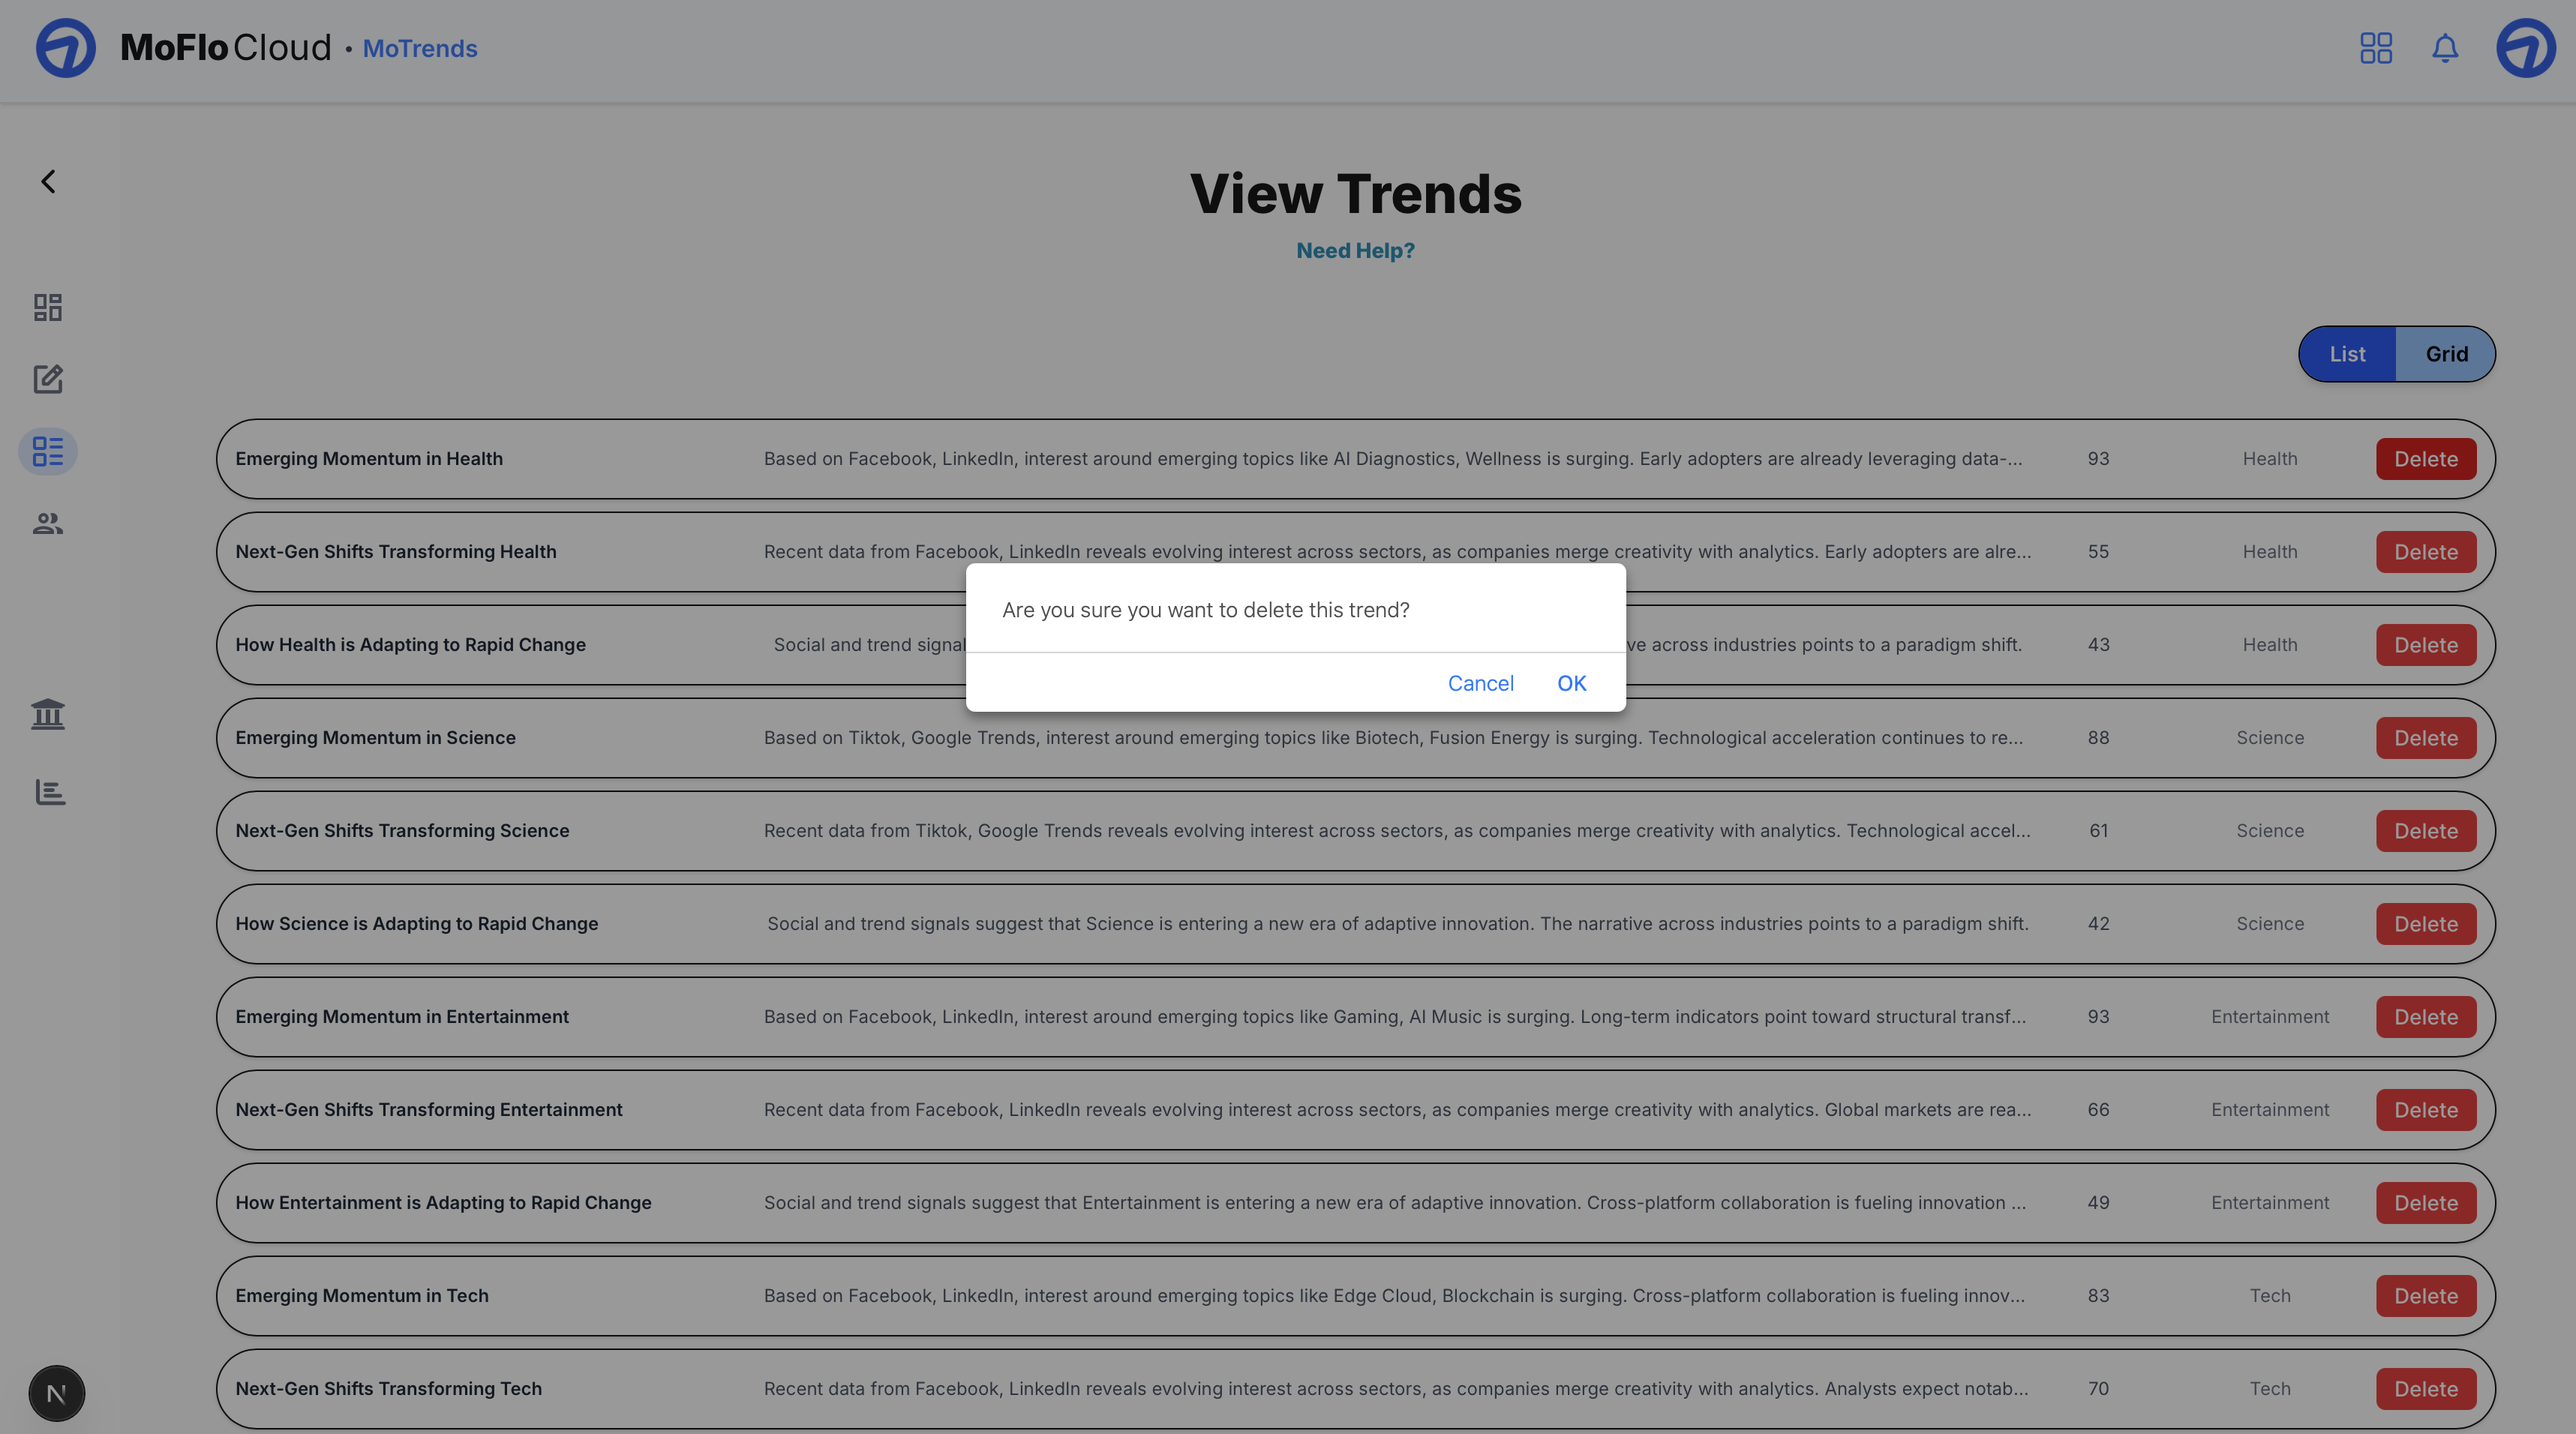 MoFlo Cloud • MoTrends
View Trends
Need Help?
List Grid
Emerging Momentum in Health Based on Facebook, LinkedIn, interest around emerging topics like AI Diagnostics, Wellness is surging. Early adopters are already leveraging data-... 93 Health Delete
Next-Gen Shifts Transforming Health Recent data from Facebook, LinkedIn reveals evolving interest across sectors, as companies merge creativity with analytics. Early adopters are alre... 55 Health Delete
Are you sure you want to delete this trend?
How Health is Adapting to Rapid Change Social and trend signal ve across industries points to a paradigm shift. 43 Health Delete
Cancel OK
Emerging Momentum in Science Based on Tiktok, Google Trends, interest around emerging topics like Biotech, Fusion Energy is surging. Technological acceleration continues to re... 88 Science Delete
Next-Gen Shifts Transforming Science Recent data from Tiktok, Google Trends reveals evolving interest across sectors, as companies merge creativity with analytics. Technological accel... 61 Science Delete
How Science is Adapting to Rapid Change Social and trend signals suggest that Science is entering a new era of adaptive innovation. The narrative across industries points to a paradigm shift. 42 Science Delete
Emerging Momentum in Entertainment Based on Facebook, LinkedIn, interest around emerging topics like Gaming, AI Music is surging. Long-term indicators point toward structural transf... 93 Entertainment Delete
Next-Gen Shifts Transforming Entertainment Recent data from Facebook, LinkedIn reveals evolving interest across sectors, as companies merge creativity with analytics. Global markets are rea... 66 Entertainment Delete
How Entertainment is Adapting to Rapid Change Social and trend signals suggest that Entertainment is entering a new era of adaptive innovation. Cross-platform collaboration is fueling innovation ... 49 Entertainment Delete
Emerging Momentum in Tech Based on Facebook, LinkedIn, interest around emerging topics like Edge Cloud, Blockchain is surging. Cross-platform collaboration is fueling innov... 83 Tech Delete
Next-Gen Shifts Transforming Tech Recent data from Facebook, LinkedIn reveals evolving interest across sectors, as companies merge creativity with analytics. Analysts expect notab... 70 Tech Delete
N